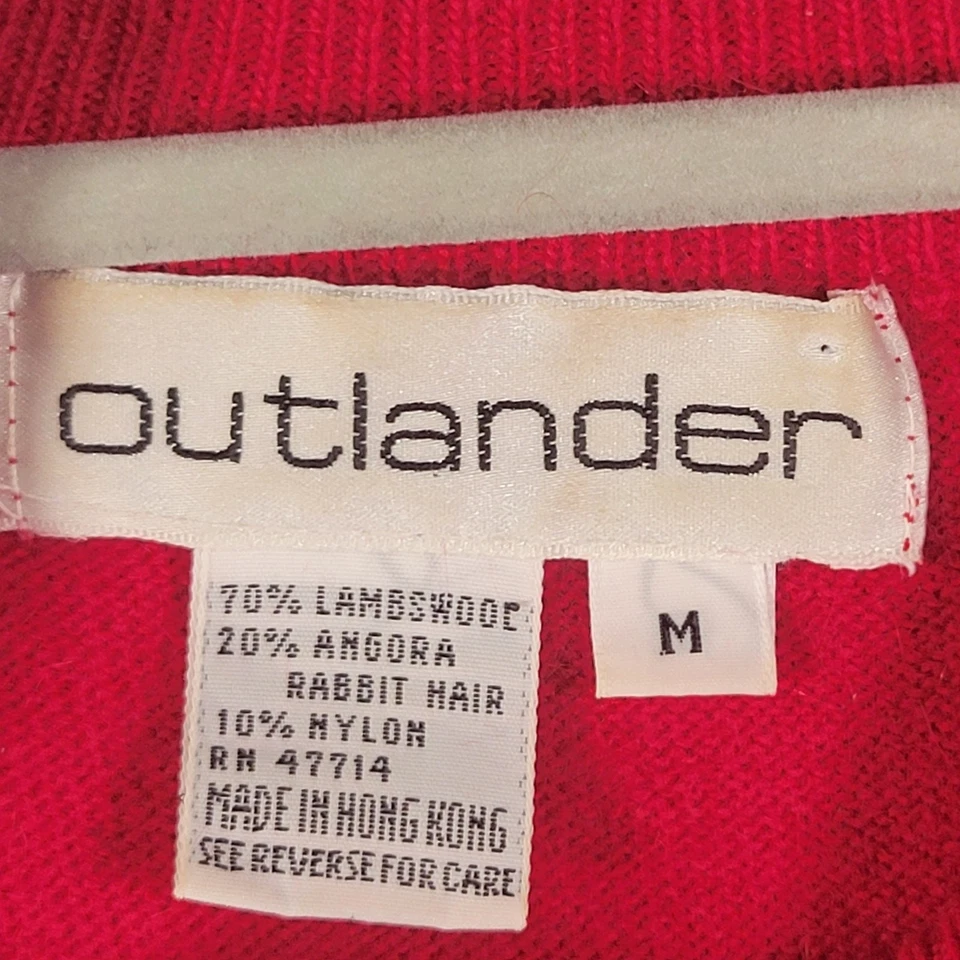 outlander
70% LAMBSWOOL
20% ANGORA
RABBIT HAIR
10% NYLON
RN 47714
MADE IN HONG KONG
SEE REVERSE FOR CARE
M